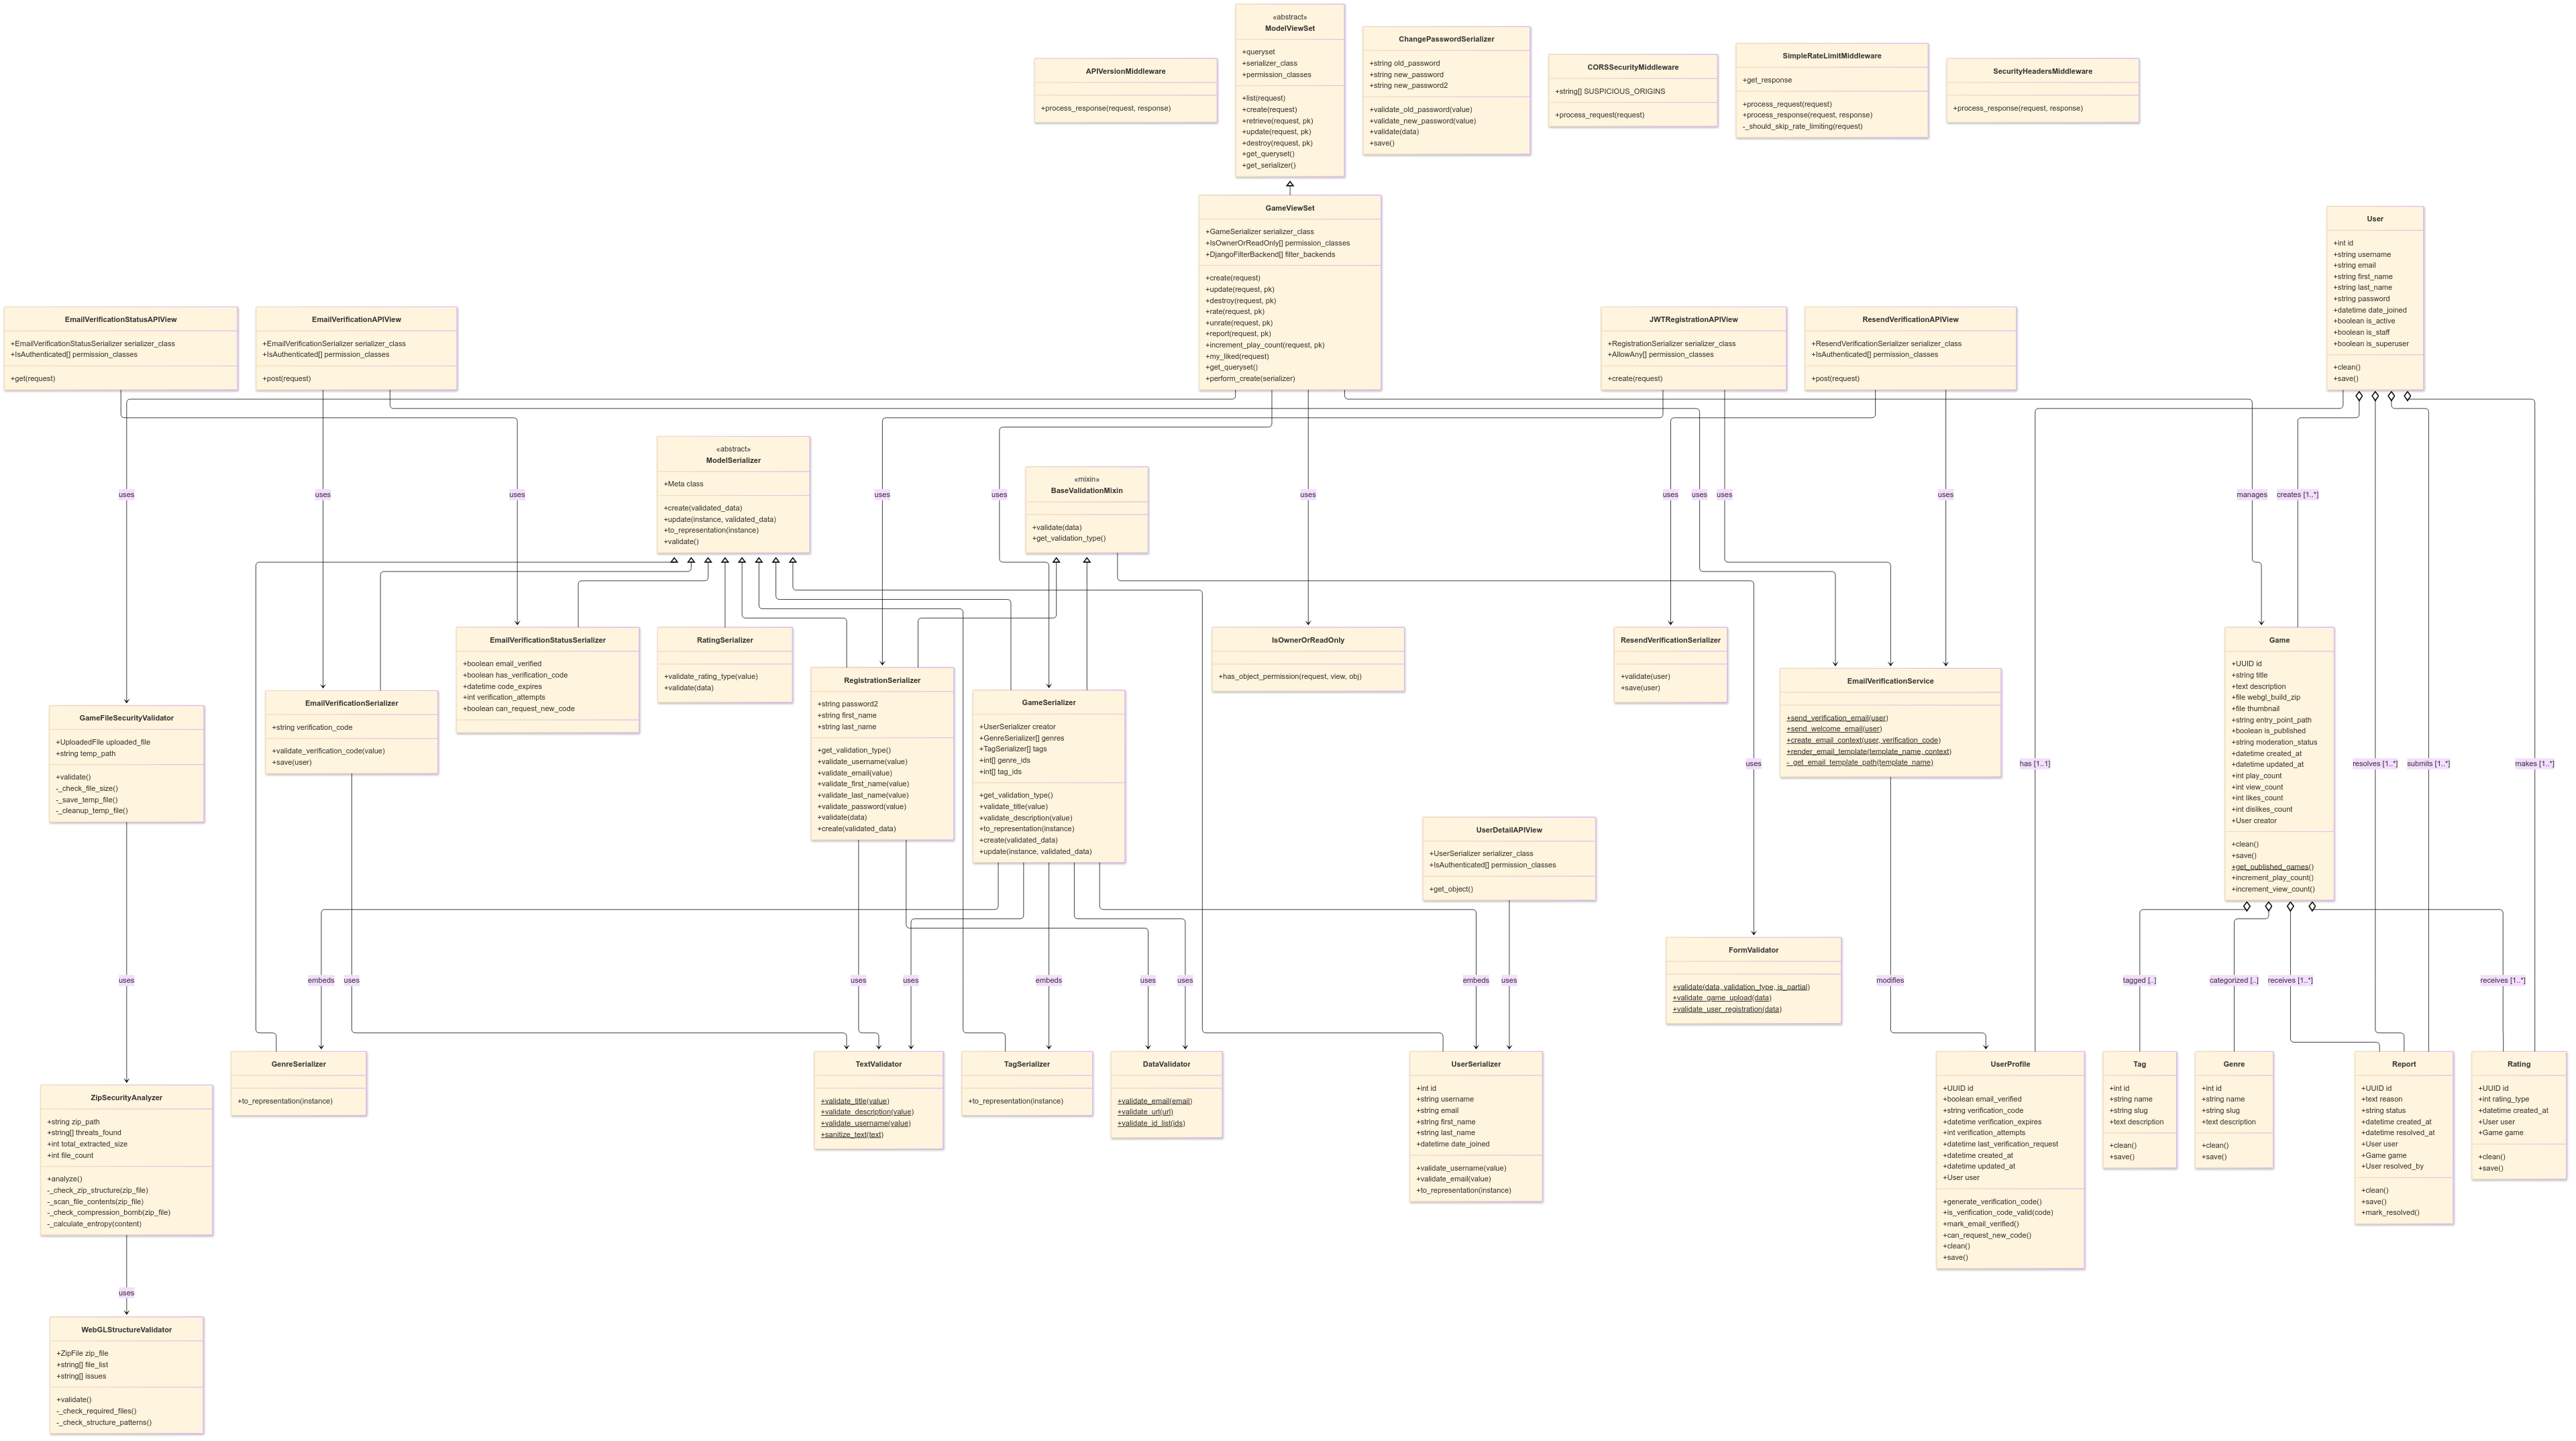 «abstract»
ModelViewSet
+queryset
+serializer_class
+permission_classes
+list(request)
+create(request)
+retrieve(request, pk)
+update(request, pk)
+destroy(request, pk)
+get_queryset()
+get_serializer()
ChangePasswordSerializer
+string old_password
+string new_password
+string new_password2
+validate_old_password(value)
+validate_new_password(value)
+validate(data)
+save()
APIVersionMiddleware
+process_response(request, response)
CORSSecurityMiddleware
+string[] SUSPICIOUS_ORIGINS
+process_request(request)
SimpleRateLimitMiddleware
+get_response
+process_request(request)
+process_response(request, response)
-_should_skip_rate_limiting(request)
SecurityHeadersMiddleware
+process_response(request, response)
GameViewSet
+GameSerializer serializer_class
+IsOwnerOrReadOnly[] permission_classes
+DjangoFilterBackend[] filter_backends
+create(request)
+update(request, pk)
+destroy(request, pk)
+rate(request, pk)
+unrate(request, pk)
+report(request, pk)
+increment_play_count(request, pk)
+my_liked(request)
+get_queryset()
+perform_create(serializer)
User
+int id
+string username
+string email
+string first_name
+string last_name
+string password
+datetime date_joined
+boolean is_active
+boolean is_staff
+boolean is_superuser
+clean()
+save()
EmailVerificationStatusAPIView
+EmailVerificationStatusSerializer serializer_class
+IsAuthenticated[] permission_classes
+get(request)
EmailVerificationAPIView
+EmailVerificationSerializer serializer_class
+IsAuthenticated[] permission_classes
+post(request)
JWTRegistrationAPIView
+RegistrationSerializer serializer_class
+AllowAny[] permission_classes
+create(request)
ResendVerificationAPIView
+ResendVerificationSerializer serializer_class
+IsAuthenticated[] permission_classes
+post(request)
«abstract»
ModelSerializer
+Meta class
+create(validated_data)
+update(instance, validated_data)
+to_representation(instance)
+validate()
«mixin»
BaseValidationMixin
+validate(data)
+get_validation_type()
uses
uses
uses
uses
uses
uses
uses
uses
uses
uses
manages
creates [1..*]
EmailVerificationStatusSerializer
+boolean email_verified
+boolean has_verification_code
+datetime code_expires
+int verification_attempts
+boolean can_request_new_code
RatingSerializer
+validate_rating_type(value)
+validate(data)
IsOwnerOrReadOnly
+has_object_permission(request, view, obj)
ResendVerificationSerializer
+validate(user)
+save(user)
Game
+UUID id
+string title
+text description
+file webgl_build_zip
+file thumbnail
+string entry_point_path
+boolean is_published
+string moderation_status
+datetime created_at
+datetime updated_at
+int play_count
+int view_count
+int likes_count
+int dislikes_count
+User creator
+clean()
+save()
+get_published_games()
+increment_play_count()
+increment_view_count()
RegistrationSerializer
+string password2
+string first_name
+string last_name
+get_validation_type()
+validate_username(value)
+validate_email(value)
+validate_first_name(value)
+validate_last_name(value)
+validate_password(value)
+validate(data)
+create(validated_data)
EmailVerificationService
+send_verification_email(user)
+send_welcome_email(user)
+create_email_context(user, verification_code)
+render_email_template(template_name, context)
-_get_email_template_path(template_name)
EmailVerificationSerializer
+string verification_code
+validate_verification_code(value)
+save(user)
GameSerializer
+UserSerializer creator
+GenreSerializer[] genres
+TagSerializer[] tags
+int[] genre_ids
+int[] tag_ids
+get_validation_type()
+validate_title(value)
+validate_description(value)
+to_representation(instance)
+create(validated_data)
+update(instance, validated_data)
GameFileSecurityValidator
+UploadedFile uploaded_file
+string temp_path
+validate()
-_check_file_size()
-_save_temp_file()
-_cleanup_temp_file()
uses
has [1..1]
resolves [1..*]
submits [1..*]
makes [1..*]
UserDetailAPIView
+UserSerializer serializer_class
+IsAuthenticated[] permission_classes
+get_object()
FormValidator
+validate(data, validation_type, is_partial)
+validate_game_upload(data)
+validate_user_registration(data)
uses
embeds
uses
uses
uses
embeds
uses
uses
embeds
uses
modifies
tagged [..]
categorized [..]
receives [1..*]
receives [1..*]
GenreSerializer
+to_representation(instance)
TextValidator
+validate_title(value)
+validate_description(value)
+validate_username(value)
+sanitize_text(text)
TagSerializer
+to_representation(instance)
DataValidator
+validate_email(email)
+validate_url(url)
+validate_id_list(ids)
UserSerializer
+int id
+string username
+string email
+string first_name
+string last_name
+datetime date_joined
+validate_username(value)
+validate_email(value)
+to_representation(instance)
UserProfile
+UUID id
+boolean email_verified
+string verification_code
+datetime verification_expires
+int verification_attempts
+datetime last_verification_request
+datetime created_at
+datetime updated_at
+User user
+generate_verification_code()
+is_verification_code_valid(code)
+mark_email_verified()
+can_request_new_code()
+clean()
+save()
Tag
+int id
+string name
+string slug
+text description
+clean()
+save()
Genre
+int id
+string name
+string slug
+text description
+clean()
+save()
Report
+UUID id
+text reason
+string status
+datetime created_at
+datetime resolved_at
+User user
+Game game
+User resolved_by
+clean()
+save()
+mark_resolved()
Rating
+UUID id
+int rating_type
+datetime created_at
+User user
+Game game
+clean()
+save()
ZipSecurityAnalyzer
+string zip_path
+string[] threats_found
+int total_extracted_size
+int file_count
+analyze()
-_check_zip_structure(zip_file)
-_scan_file_contents(zip_file)
-_check_compression_bomb(zip_file)
-_calculate_entropy(content)
uses
WebGLStructureValidator
+ZipFile zip_file
+string[] file_list
+string[] issues
+validate()
-_check_required_files()
-_check_structure_patterns()